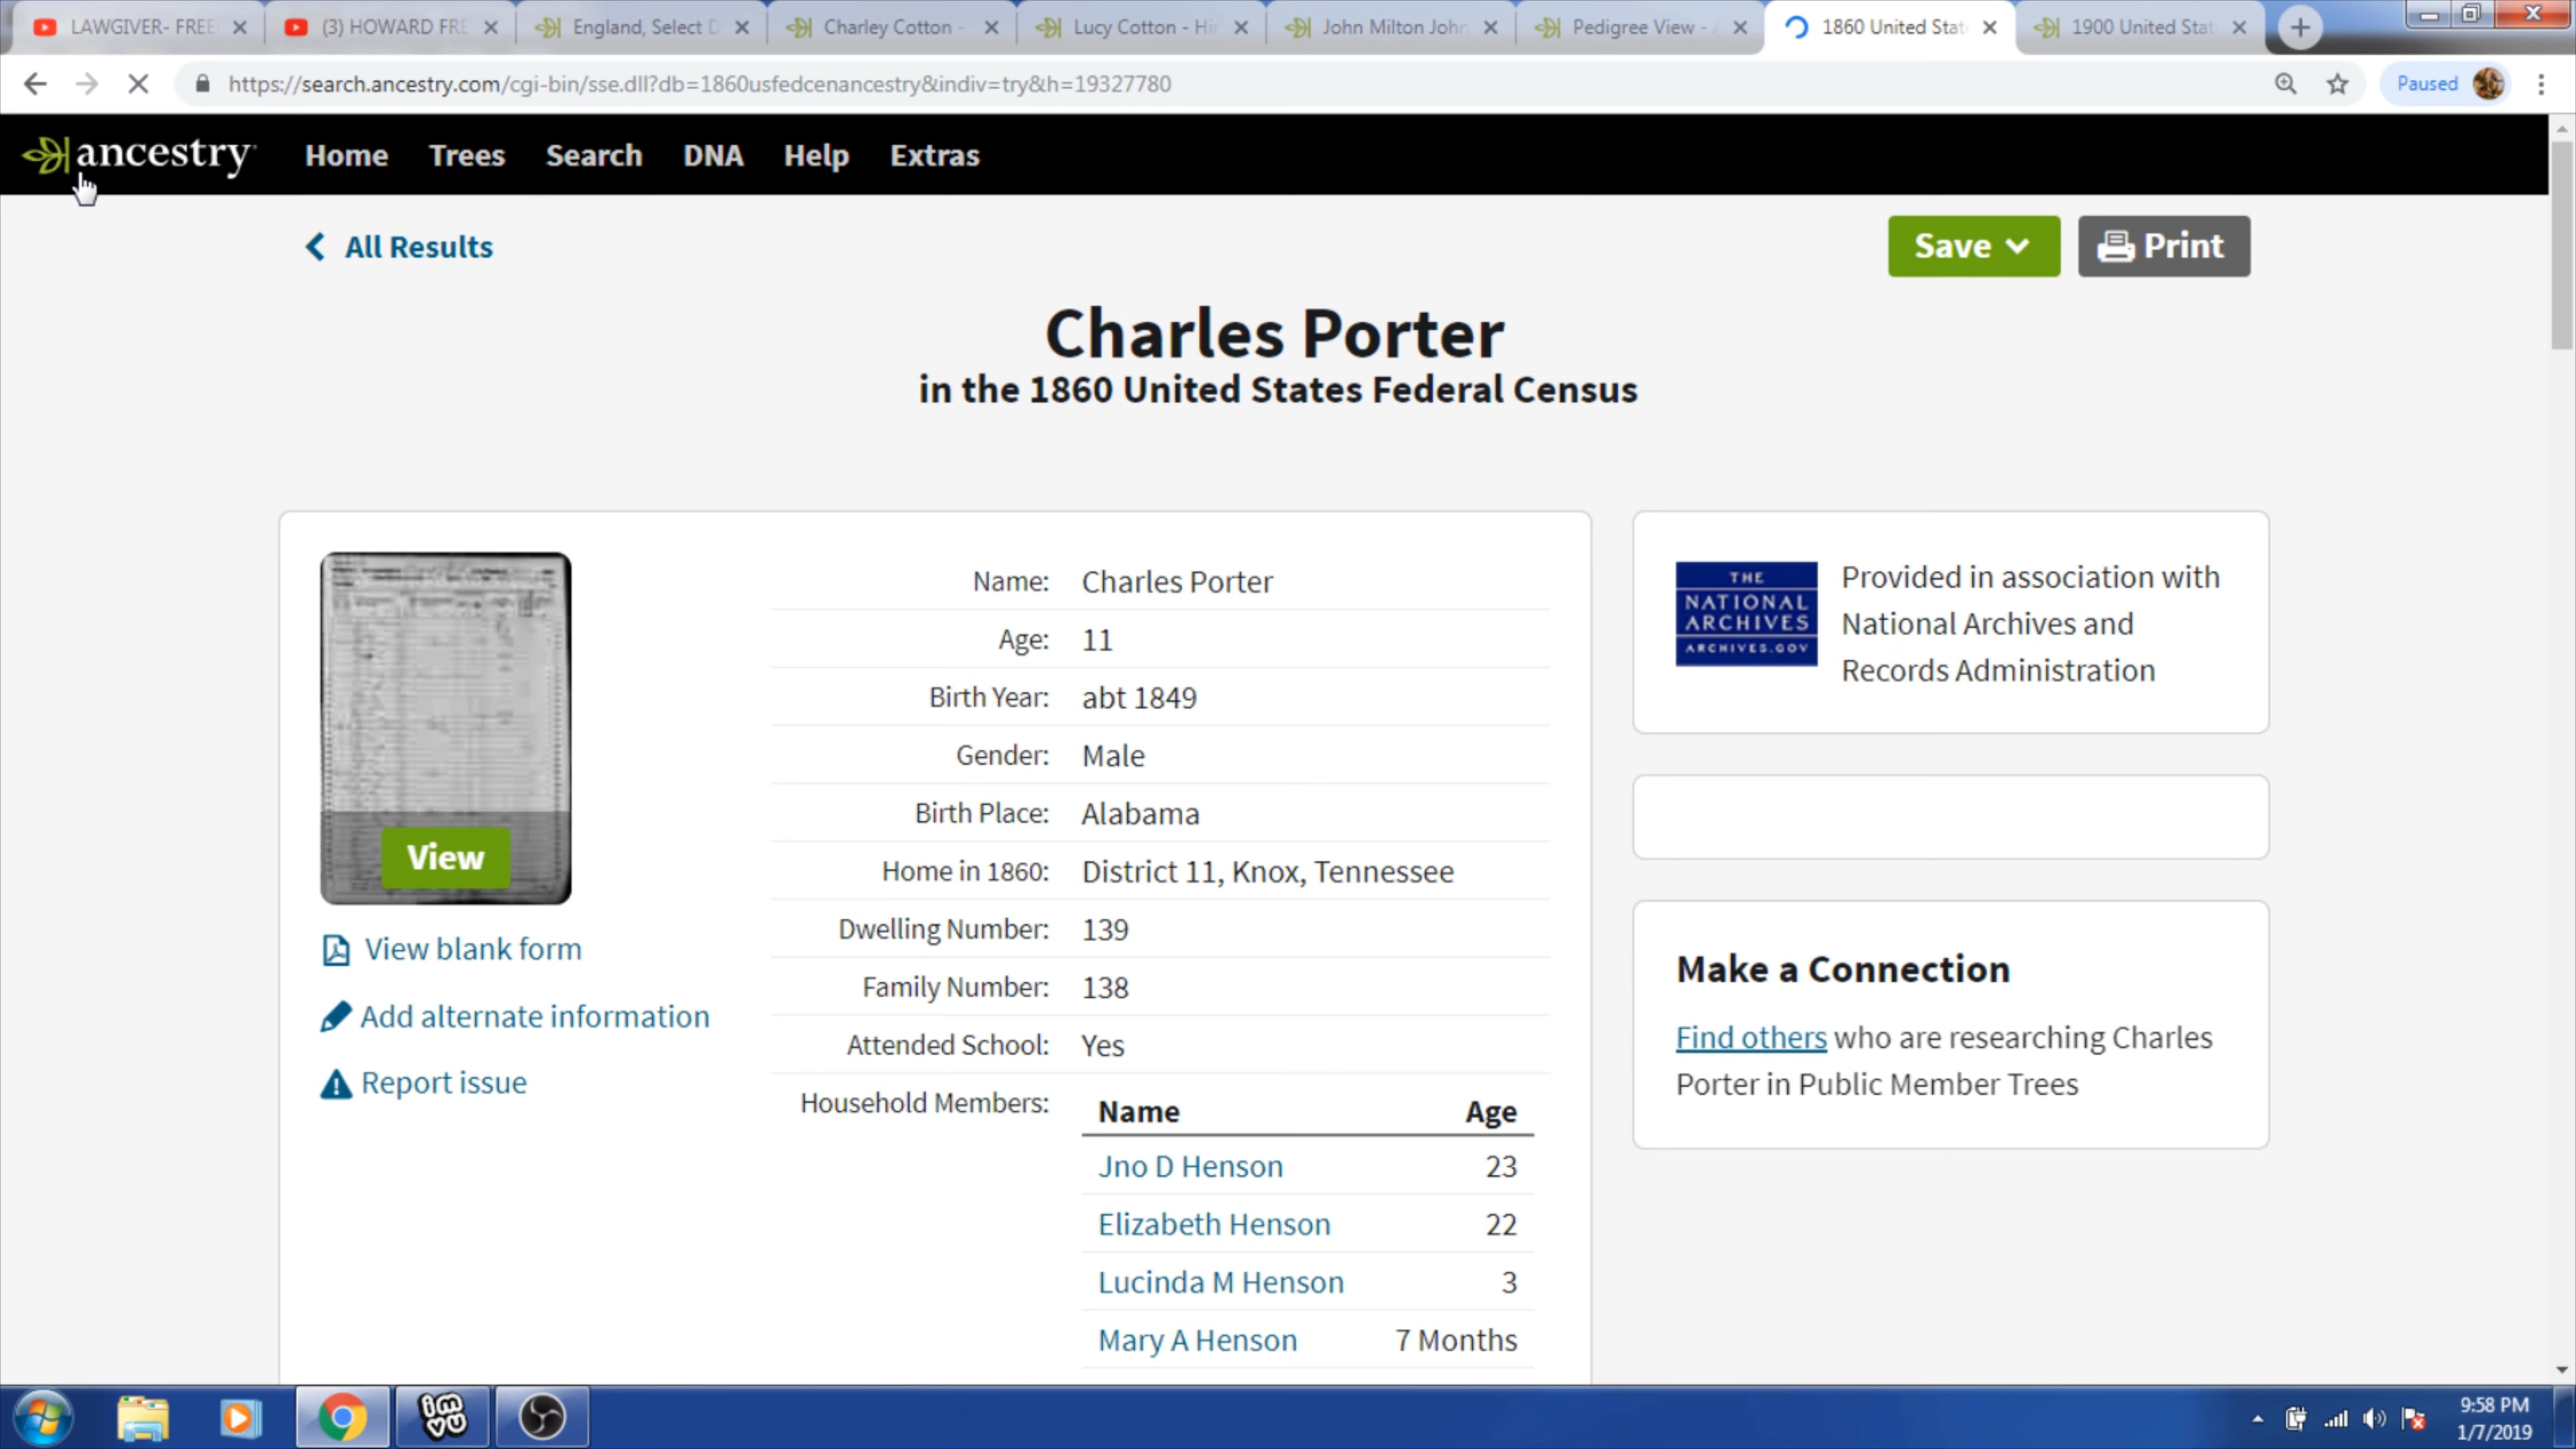 LAWGIVER- FREE
(3) HOWARD FRE
England, Select D
Charley Cotton -
Lucy Cotton - Hi
John Milton John
Pedigree View -
1860 United Stat
1900 United Stat
https://search.ancestry.com/cgi-bin/sse.dll?db=1860usfedcenancestry&indiv=try&h=19327780
Paused
ancestry
Home
Trees
Search
DNA
Help
Extras
All Results
Save
Print
Charles Porter
in the 1860 United States Federal Census
View
View blank form
Add alternate information
Report issue
Name: Charles Porter
Age: 11
Birth Year: abt 1849
Gender: Male
Birth Place: Alabama
Home in 1860: District 11, Knox, Tennessee
Dwelling Number: 139
Family Number: 138
Attended School: Yes
Household Members:
Name Age
Jno D Henson 23
Elizabeth Henson 22
Lucinda M Henson 3
Mary A Henson 7 Months
THE
NATIONAL
ARCHIVES
ARCHIVES.GOV
Provided in association with
National Archives and
Records Administration
Make a Connection
Find others who are researching Charles
Porter in Public Member Trees
imvu
9:58 PM
1/7/2019